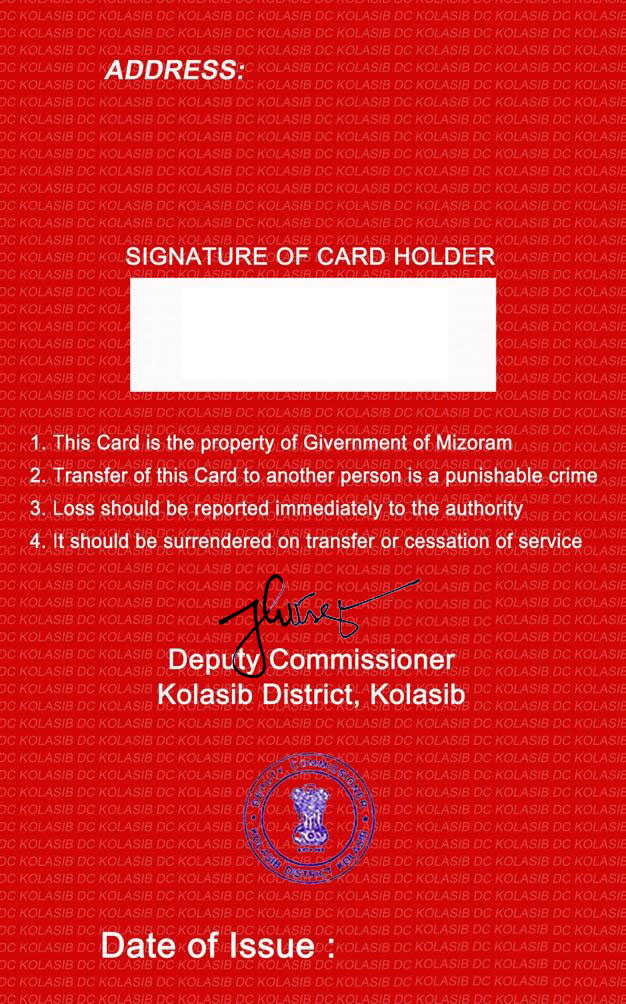 ADDRESS:
SIGNATURE OF CARD HOLDER
1. This Card is the property of Givernment of Mizoram
2. Transfer of this Card to another person is a punishable crime
3. Loss should be reported immediately to the authority
4. It should be surrendered on transfer or cessation of service
Deputy Commissioner
Kolasib District, Kolasib
DEPUTY COMMISSIONER
KOLASIB DISTRICT KOLASIB
Date of Issue :
DC KOLASIB